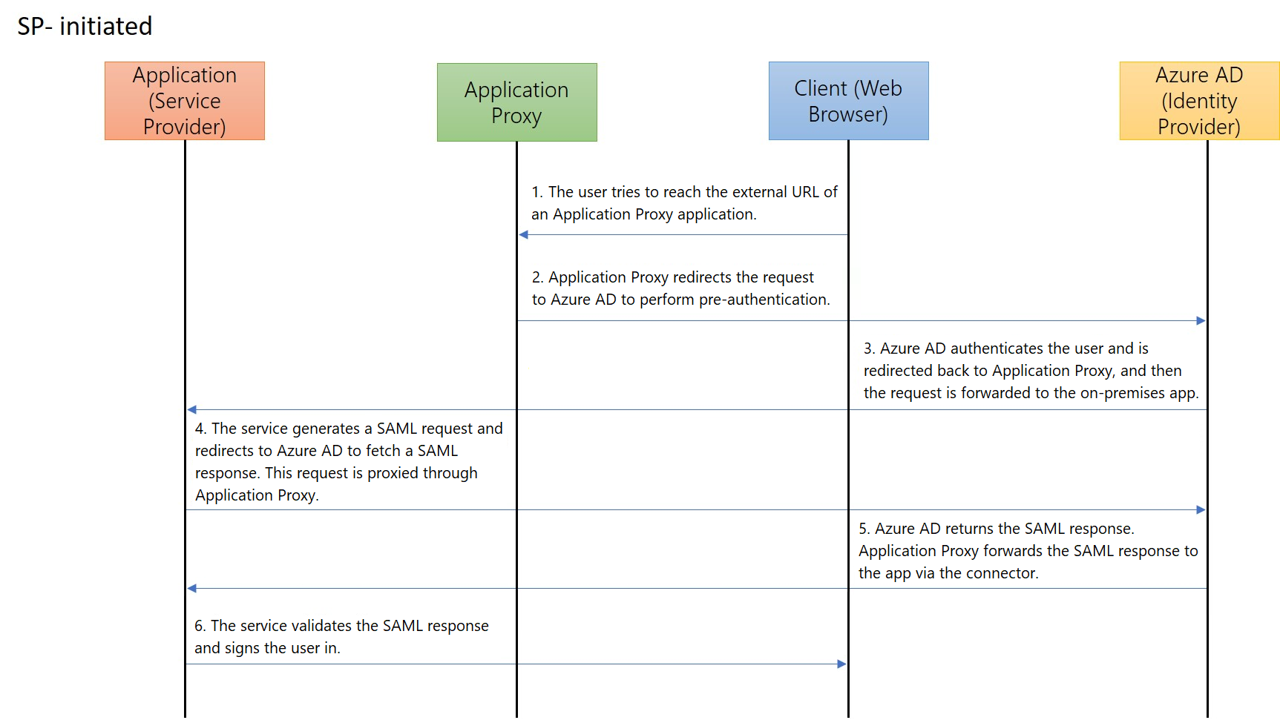 SP- initiated
Application
(Service
Provider)
Application
Proxy
Client (Web
Browser)
Azure AD
(Identity
Provider)
1. The user tries to reach the external URL of
an Application Proxy application.
2. Application Proxy redirects the request
to Azure AD to perform pre-authentication.
3. Azure AD authenticates the user and is
redirected back to Application Proxy, and then
the request is forwarded to the on-premises app.
4. The service generates a SAML request and
redirects to Azure AD to fetch a SAML
response. This request is proxied through
Application Proxy.
5. Azure AD returns the SAML response.
Application Proxy forwards the SAML response to
the app via the connector.
6. The service validates the SAML response
and signs the user in.